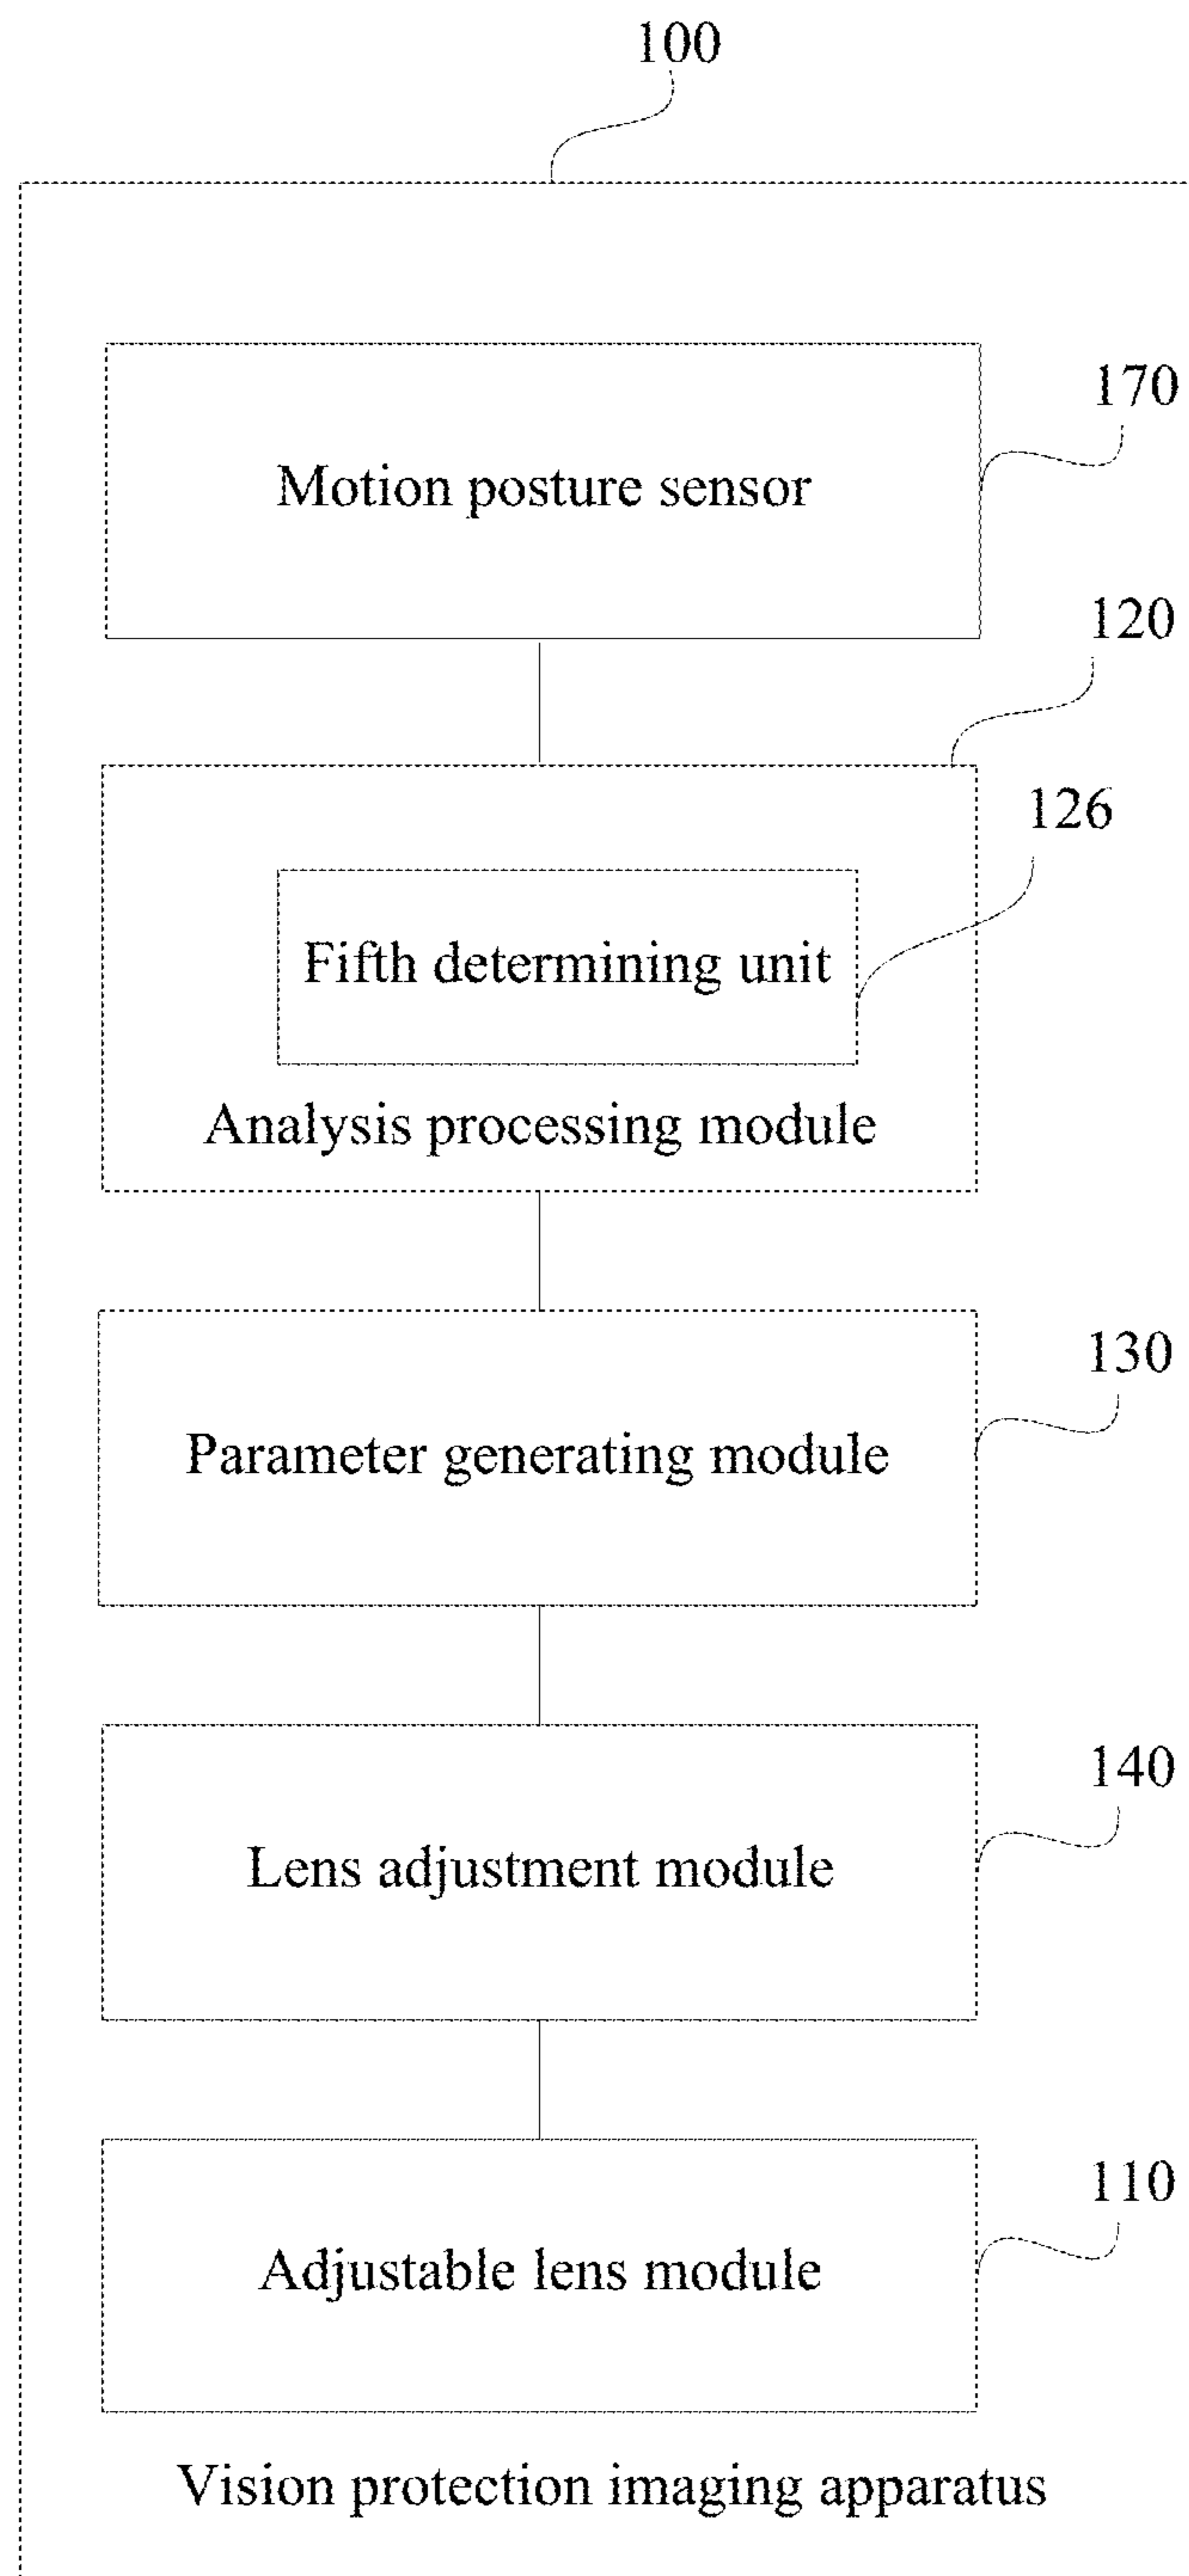 100
170
Motion posture sensor
120
126
Fifth determining unit
Analysis processing module
130
Parameter generating module
140
Lens adjustment module
110
Adjustable lens module
Vision protection imaging apparatus